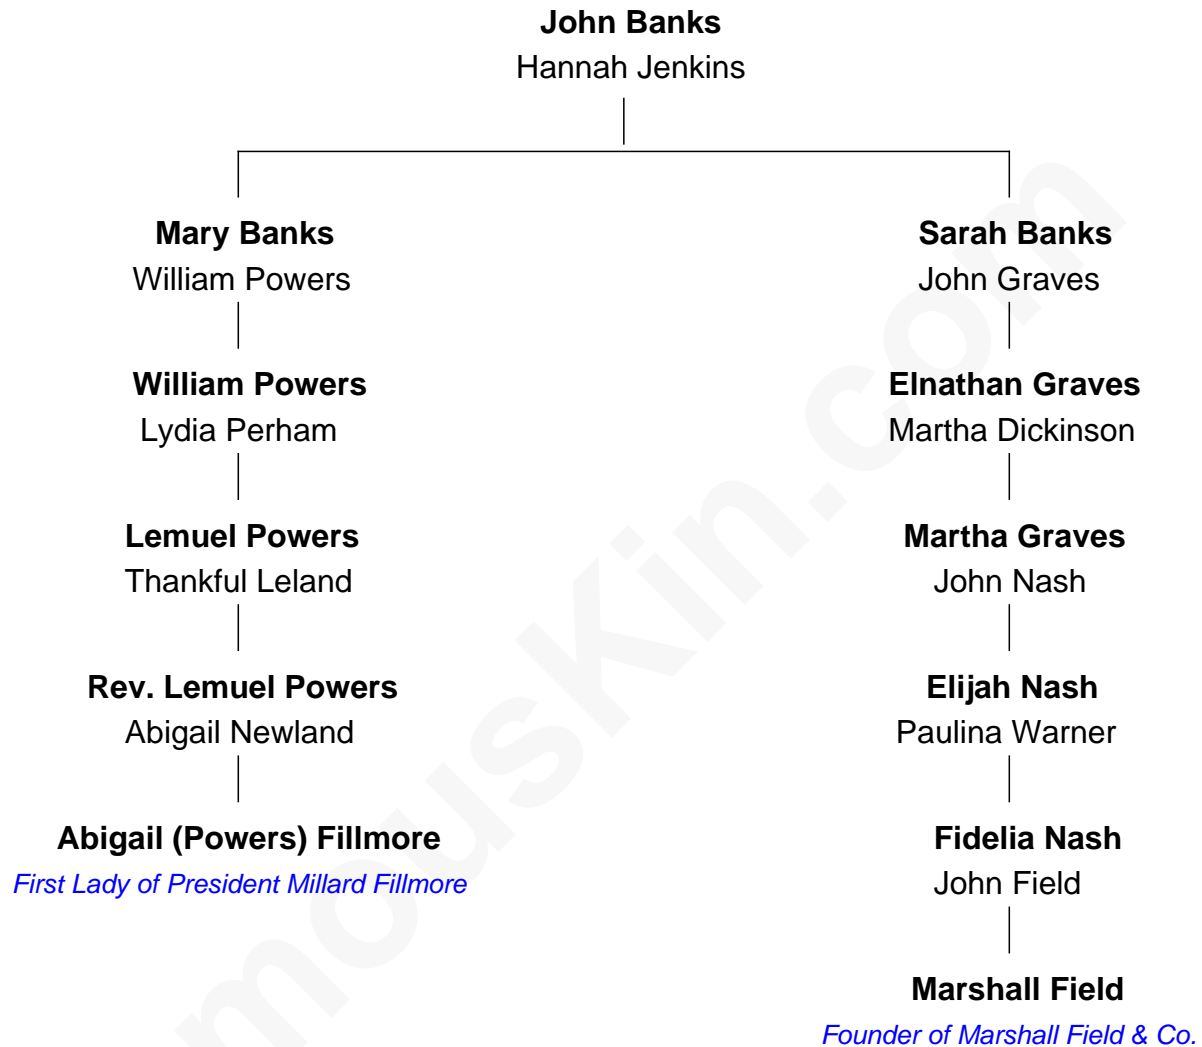 John Banks
Hannah Jenkins
Mary Banks
William Powers
Sarah Banks
John Graves
William Powers
Lydia Perham
Elnathan Graves
Martha Dickinson
Lemuel Powers
Thankful Leland
Martha Graves
John Nash
Rev. Lemuel Powers
Abigail Newland
Elijah Nash
Paulina Warner
Abigail (Powers) Fillmore
First Lady of President Millard Fillmore
Fidelia Nash
John Field
Marshall Field
Founder of Marshall Field & Co.
mousKin.com